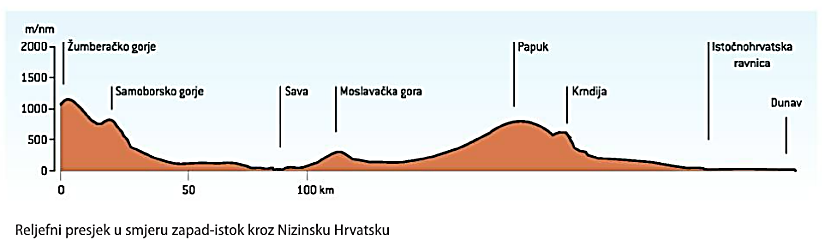 m/nm
2000
1500
1000
500
0
Žumberačko gorje
Samoborsko gorje
Sava
Moslavačka gora
Papuk
Krndija
Istočnohrvatska
ravnica
Dunav
0
50
100 km
Reljefni presjek u smjeru zapad-istok kroz Nizinsku Hrvatsku